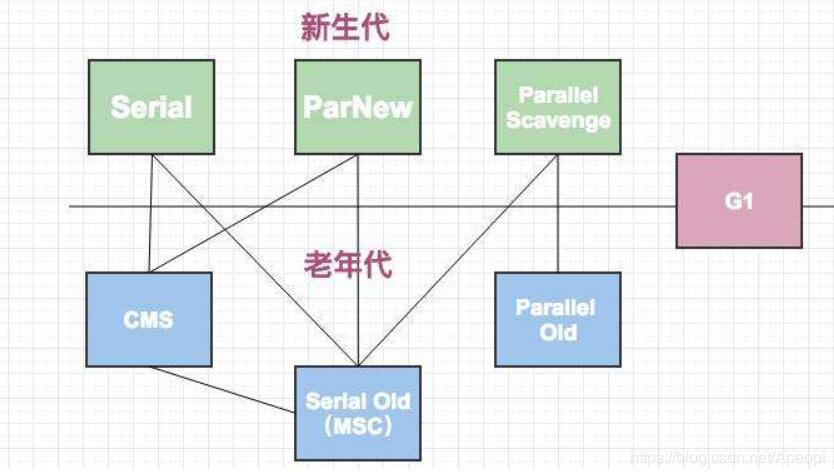 新生代
Serial
ParNew
Parallel
Scavenge
G1
老年代
CMS
Parallel
Old
Serial Old
（MSC）
https://blog.csdn.net/Apeopl